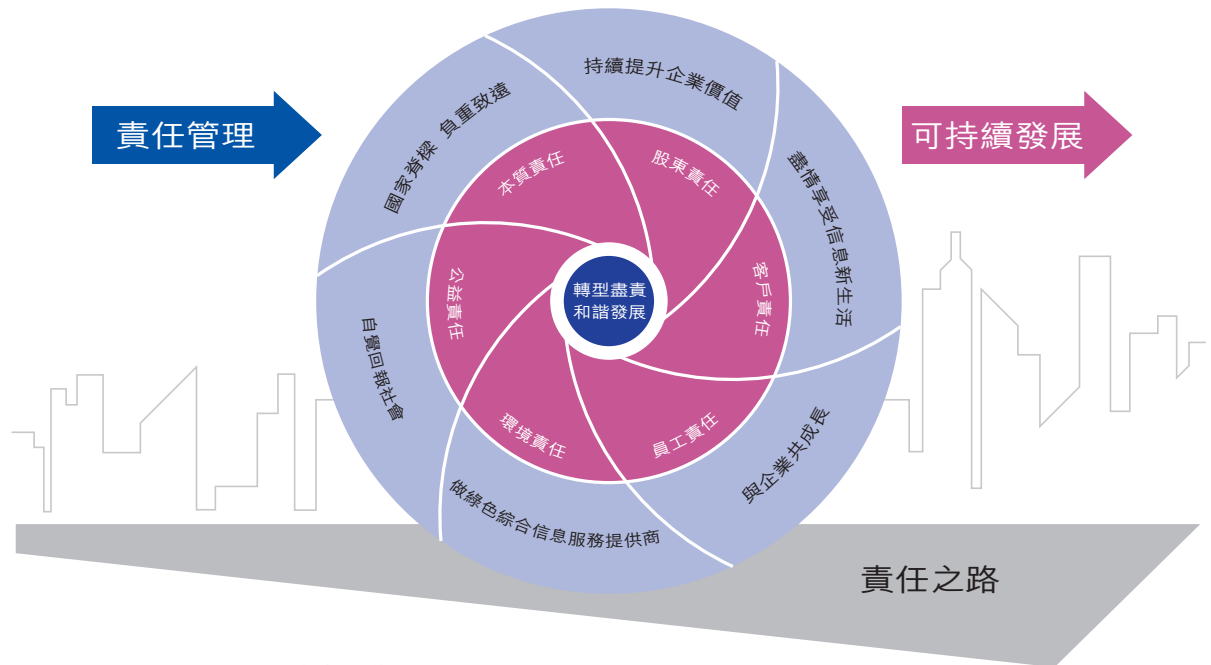 責任管理
可持續發展
國家脊樑 負重致遠
持續提升企業價值
盡情享受信息新生活
與企業共成長
做綠色綜合信息服務提供商
自覺回報社會
本質責任
股東責任
客戶責任
員工責任
環境責任
公益責任
轉型盡責
和諧發展
責任之路